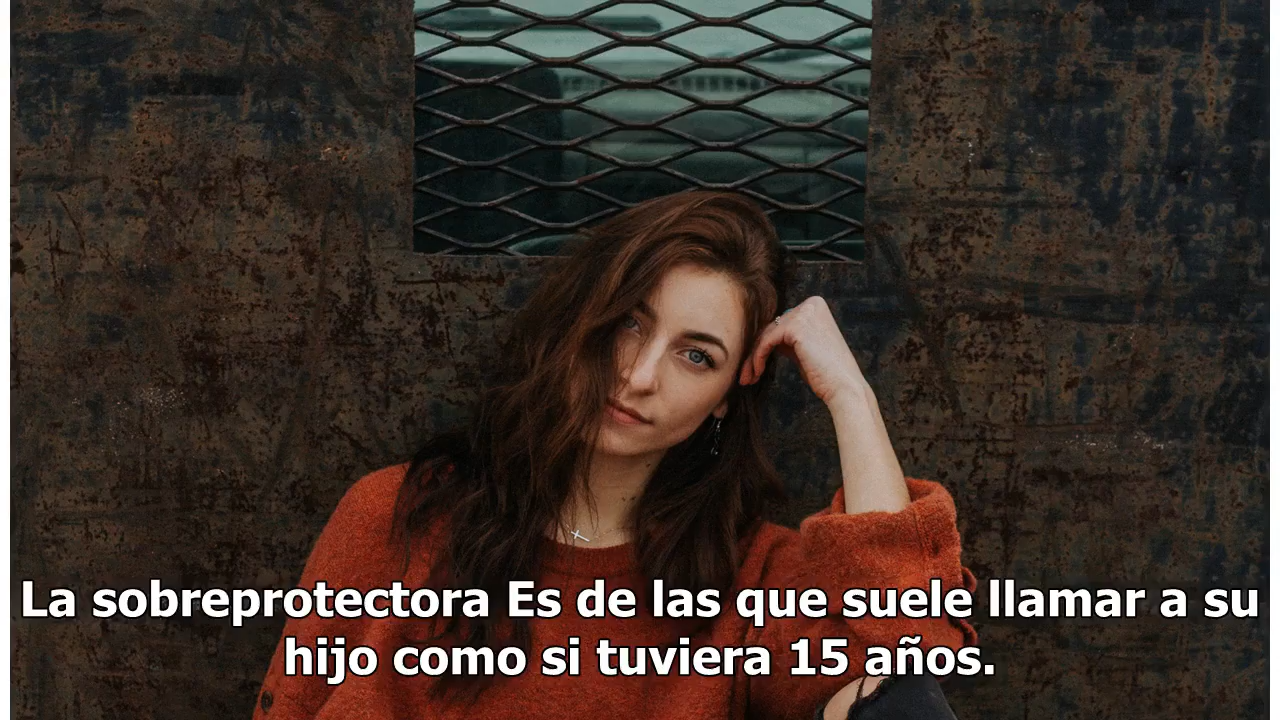 La sobreprotectora Es de las que suele llamar a su
hijo como si tuviera 15 años.